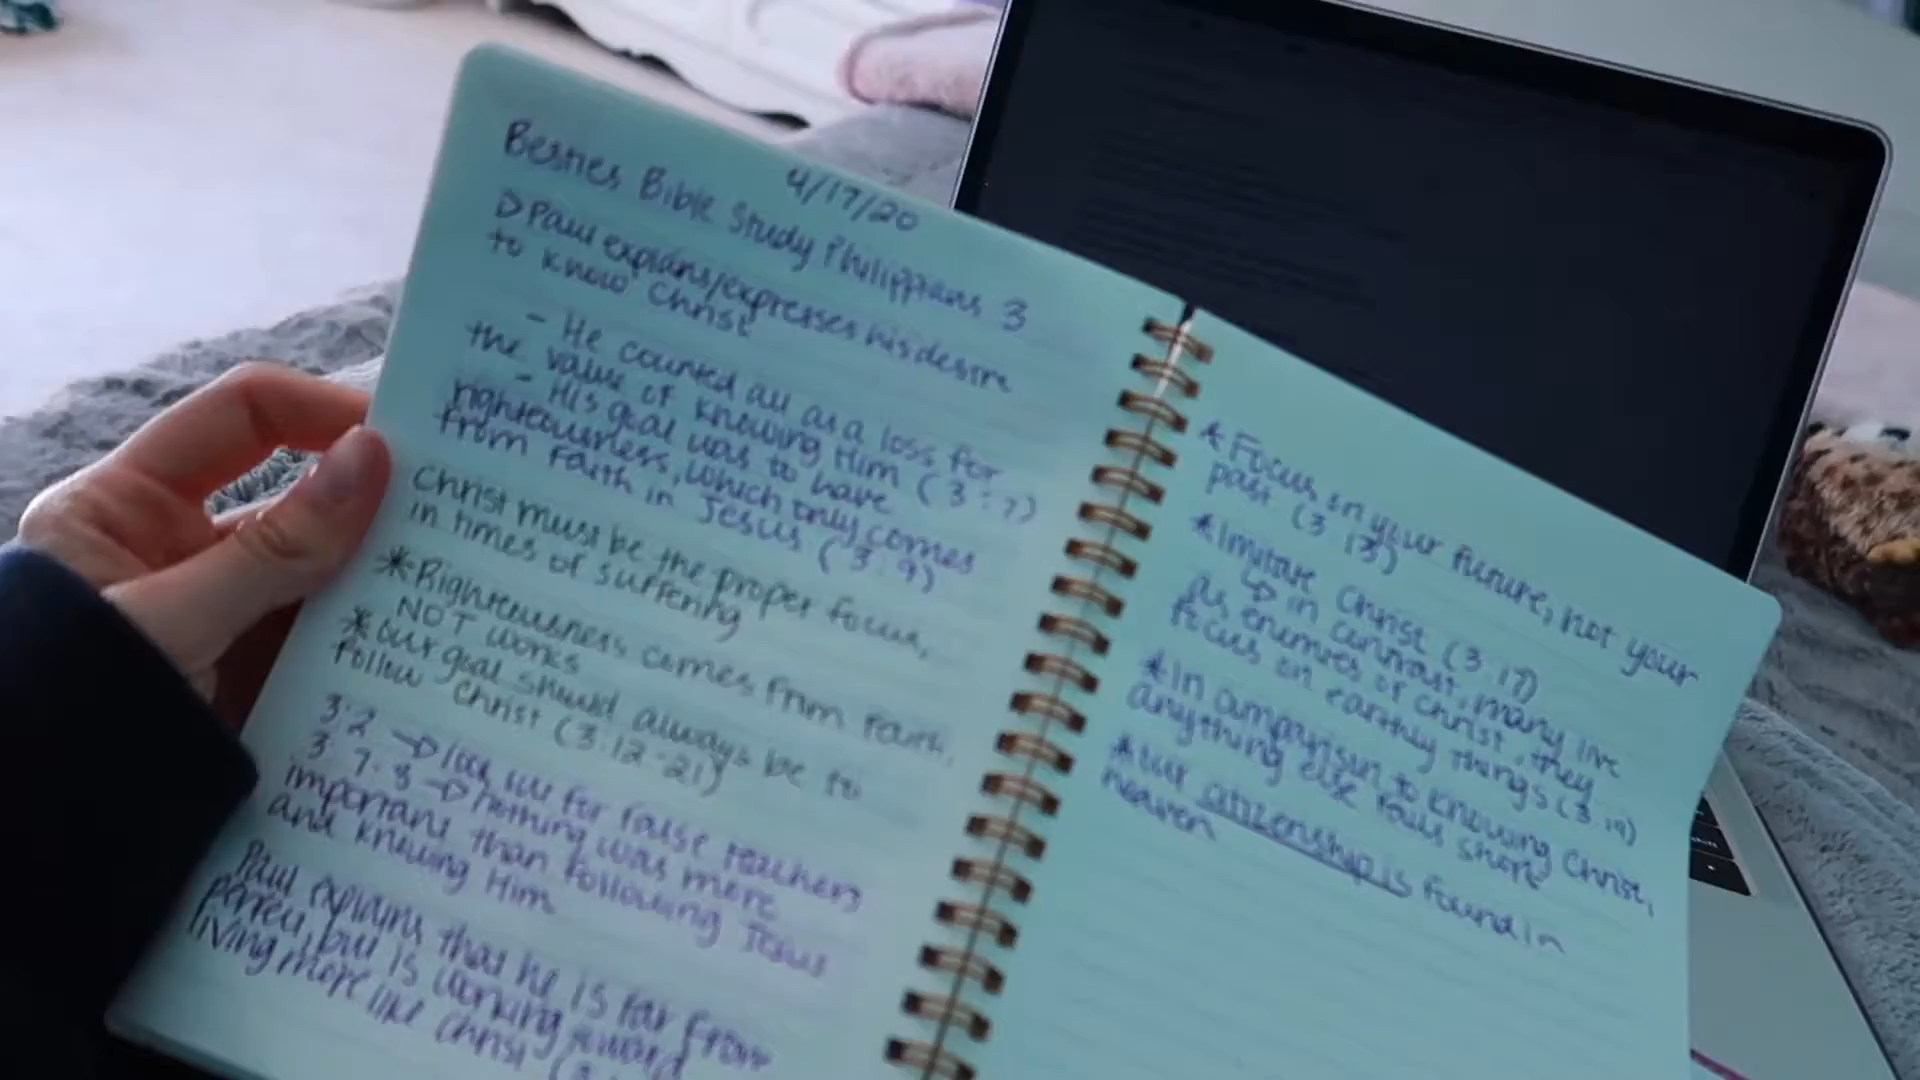 4/17/20
Besties Bible Study Philippians 3
Paul explains/expresses his desire
to know Christ
- He counted all as a loss for
the value of knowing Him (3:7)
- His goal was to have
righteousness, which only comes
from Faith in Jesus (3:9)
Christ must be the proper focus,
in times of suffering
*Righteousness comes from Faith,
NOT works
*Our goal should always be to
follow Christ (3:12-21)
3:2 → look out for false teachers
3:7-8 → nothing was more
important than following Jesus
and knowing Him
Paul explains that he is far from
perfect, but is working toward
living more like Christ
*Focus on your future, not your
past (3:13)
*Imitate Christ (3:17)
↳ in contrast, many live
as enemies of Christ, they
focus on earthly things (3:19)
*In comparison to knowing Christ,
anything else falls short
*Our citizenship is found in
heaven